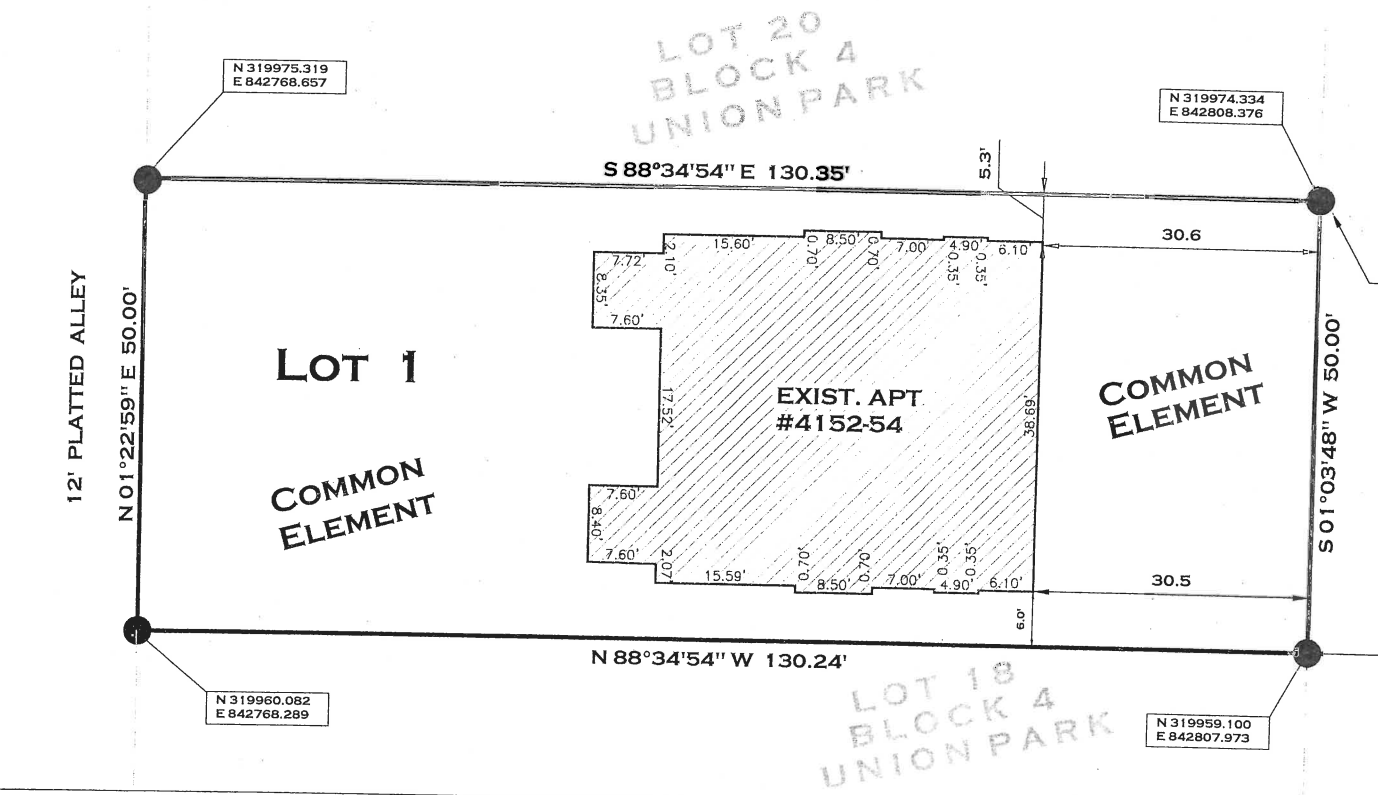 LOT 20
BLOCK 4
UNION PARK
N 319975.319
E 842768.657
N 319974.334
E 842808.376
S 88°34'54" E 130.35'
5.3'
30.6
15.60'
0.70'
8.50'
0.70'
7.00'
4.90'
0.35'
0.35'
6.10'
7.72'
2.10'
8.35'
7.60'
12' PLATTED ALLEY
N 01°22'59" E 50.00'
LOT 1
17.52'
EXIST. APT
#4152-54
38.69'
COMMON
ELEMENT
S 01°03'48" W 50.00'
COMMON
ELEMENT
7.60'
8.40'
7.60'
2.07'
15.59'
0.70'
8.50'
0.70'
7.00'
0.35'
4.90'
0.35'
6.10'
30.5
6.0'
N 88°34'54" W 130.24'
N 319960.082
E 842768.289
LOT 18
BLOCK 4
UNION PARK
N 319959.100
E 842807.973